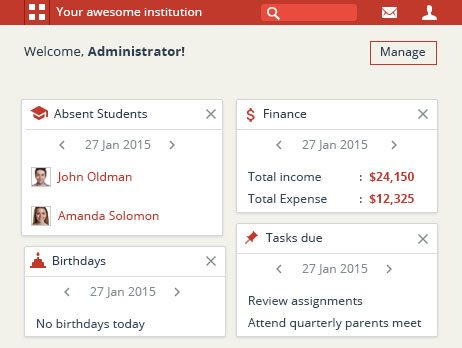 Your awesome institution
Welcome, Administrator!
Manage
Absent Students
27 Jan 2015
John Oldman
Amanda Solomon
Birthdays
27 Jan 2015
No birthdays today
Finance
27 Jan 2015
Total income : $24,150
Total Expense : $12,325
Tasks due
27 Jan 2015
Review assignments
Attend quarterly parents meet